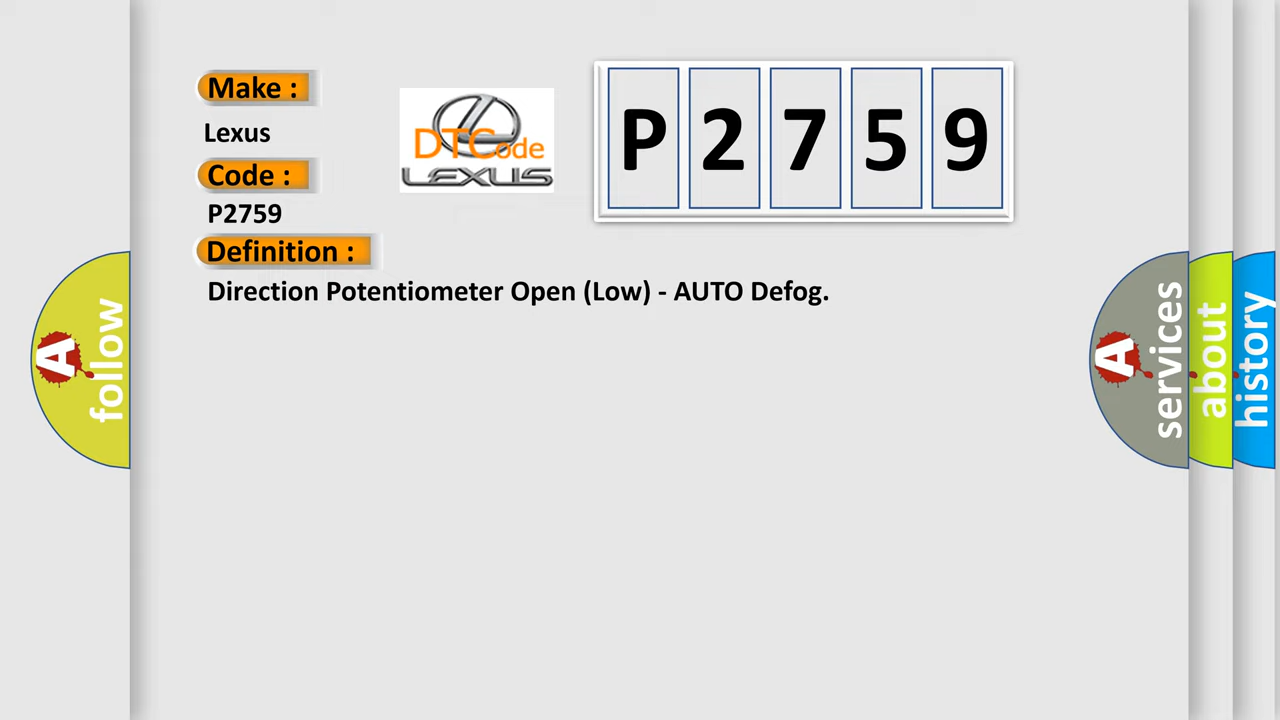 Make :
Lexus
Code :
P2759
Definition :
Direction Potentiometer Open (Low) - AUTO Defog.
DTCode
LEXUS
P 2 7 5 9
A follow
A services
about
history